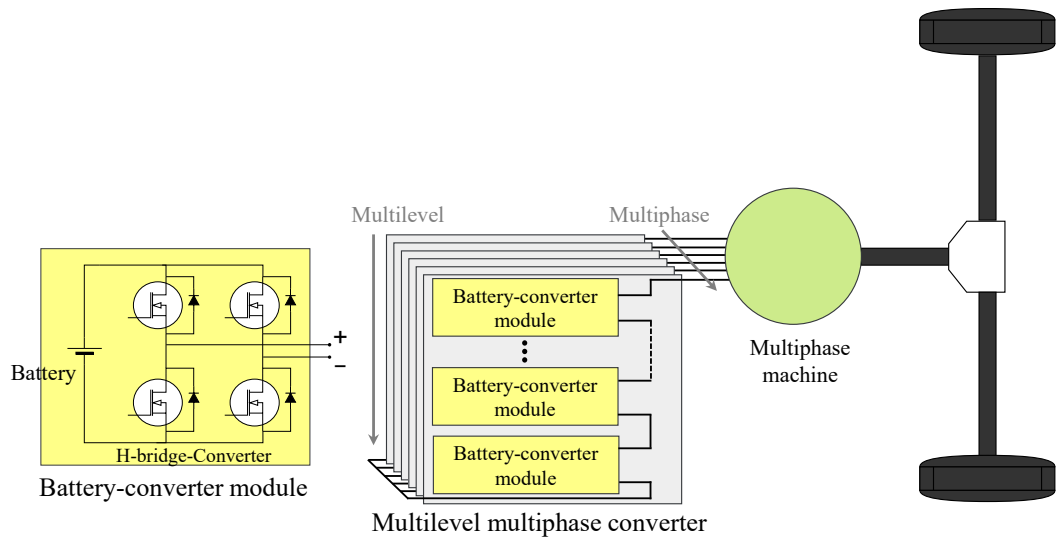 Multilevel
Multiphase
+
−
Battery
H-bridge-Converter
Battery-converter module
Battery-converter
module
Battery-converter
module
Battery-converter
module
Multilevel multiphase converter
Multiphase
machine